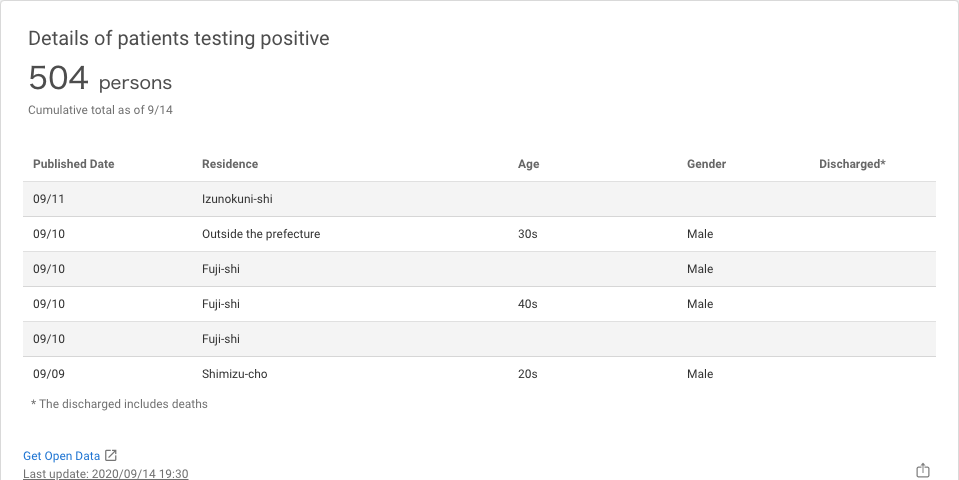 Details of patients testing positive
504 persons
Cumulative total as of 9/14
Published Date Residence Age Gender Discharged*
09/11 Izunokuni-shi
09/10 Outside the prefecture 30s Male
09/10 Fuji-shi Male
09/10 Fuji-shi 40s Male
09/10 Fuji-shi
09/09 Shimizu-cho 20s Male
* The discharged includes deaths
Get Open Data
Last update: 2020/09/14 19:30